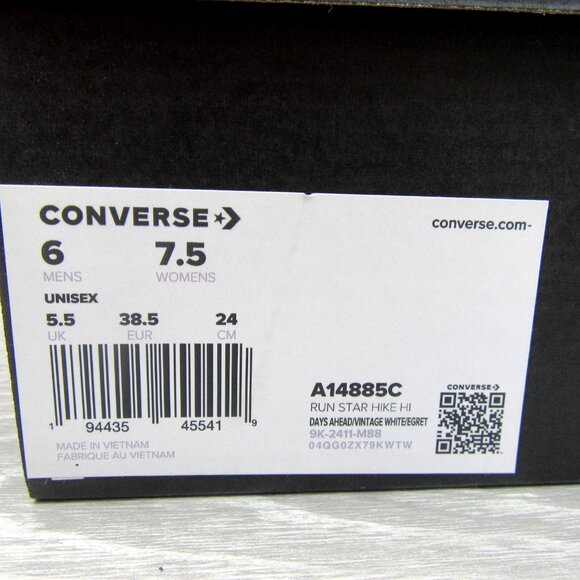 CONVERSE
converse.com-
6 7.5
MENS WOMENS
UNISEX
5.5 38.5 24
UK EUR CM
1 94435 45541 9
MADE IN VIETNAM
FABRIQUE AU VIETNAM
A14885C
RUN STAR HIKE HI
DAYS AHEAD/VINTAGE WHITE/EGRET
9K-2411-M88
04QG0ZX79KWTW
CONVERSE